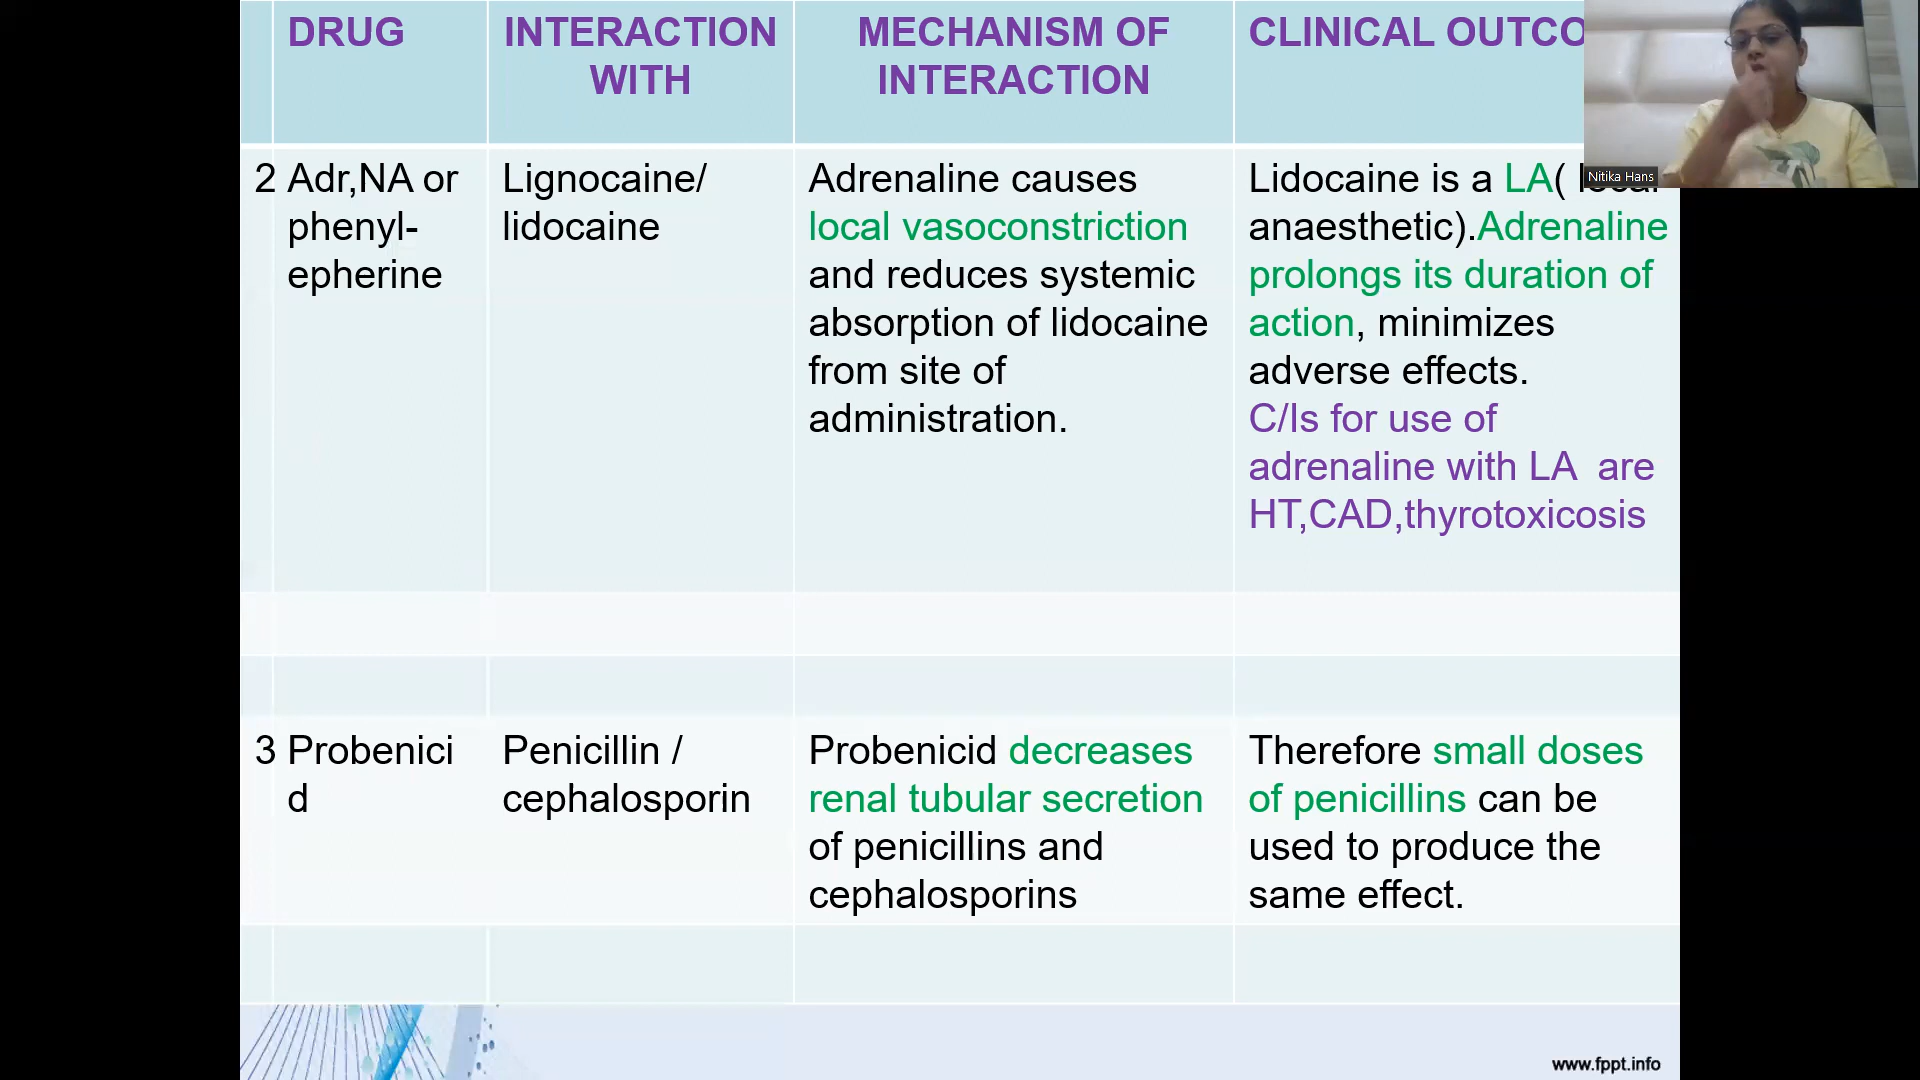 DRUG
INTERACTION
WITH
MECHANISM OF
INTERACTION
CLINICAL
Nitika Hans
2
Adr,NA or
phenyl-
epherine
Lignocaine/
lidocaine
Adrenaline causes
local vasoconstriction
and reduces systemic
absorption of lidocaine
from site of
administration.
Lidocaine is a LA(
anaesthetic).Adrenaline
prolongs its duration of
action, minimizes
adverse effects.
C/Is for use of
adrenaline with LA are
HT,CAD,thyrotoxicosis
3
Probenici
d
Penicillin /
cephalosporin
Probenicid decreases
renal tubular secretion
of penicillins and
cephalosporins
Therefore small doses
of penicillins can be
used to produce the
same effect.
www.fppt.info